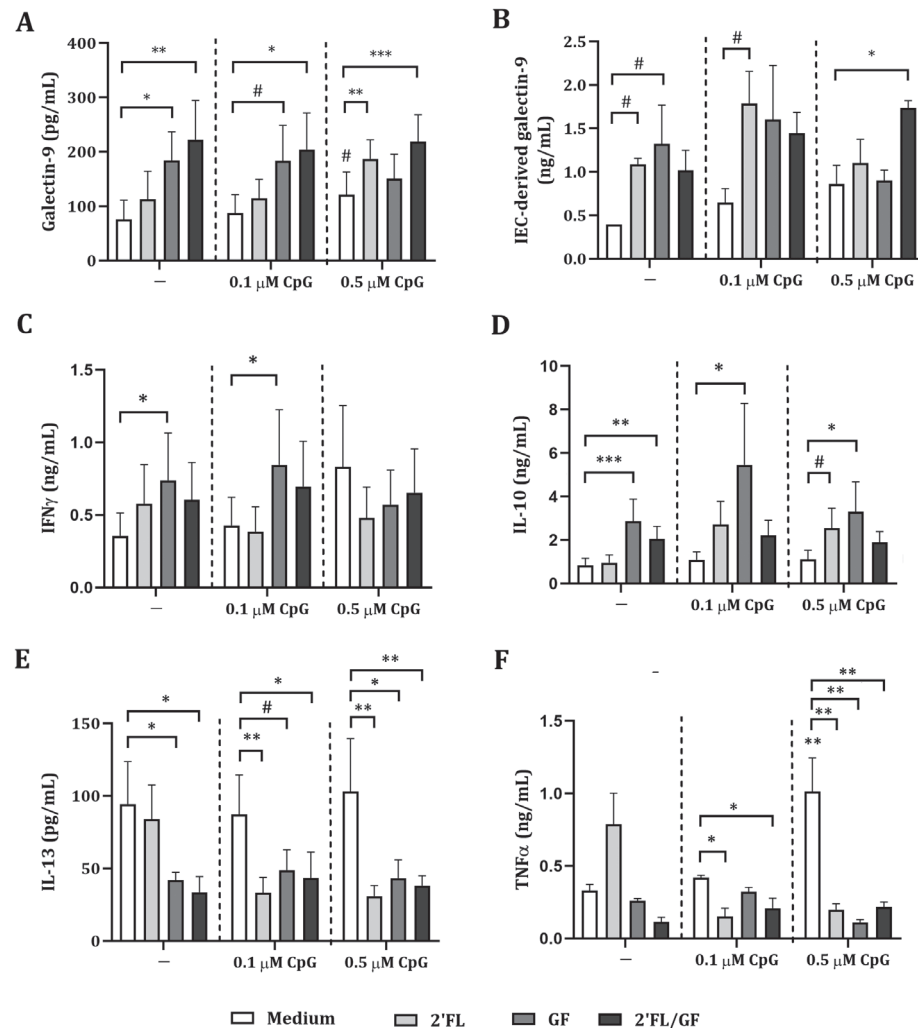 A
Galectin-9 (pg/mL)
400
300
200
100
0
**
*
*
#
***
**
#
–
0.1 μM CpG
0.5 μM CpG
B
IEC-derived galectin-9
(ng/mL)
2.5
2.0
1.5
1.0
0.5
0.0
#
#
#
*
–
0.1 μM CpG
0.5 μM CpG
C
IFNγ (ng/mL)
1.5
1.0
0.5
0.0
*
*
–
0.1 μM CpG
0.5 μM CpG
D
IL-10 (ng/mL)
10
8
6
4
2
0
**
***
*
*
#
–
0.1 μM CpG
0.5 μM CpG
E
IL-13 (pg/mL)
150
100
50
0
*
*
*
#
**
**
*
**
–
0.1 μM CpG
0.5 μM CpG
F
–
TNFα (ng/mL)
1.5
1.0
0.5
0.0
*
*
**
**
**
**
–
0.1 μM CpG
0.5 μM CpG
Medium 2'FL GF 2'FL/GF